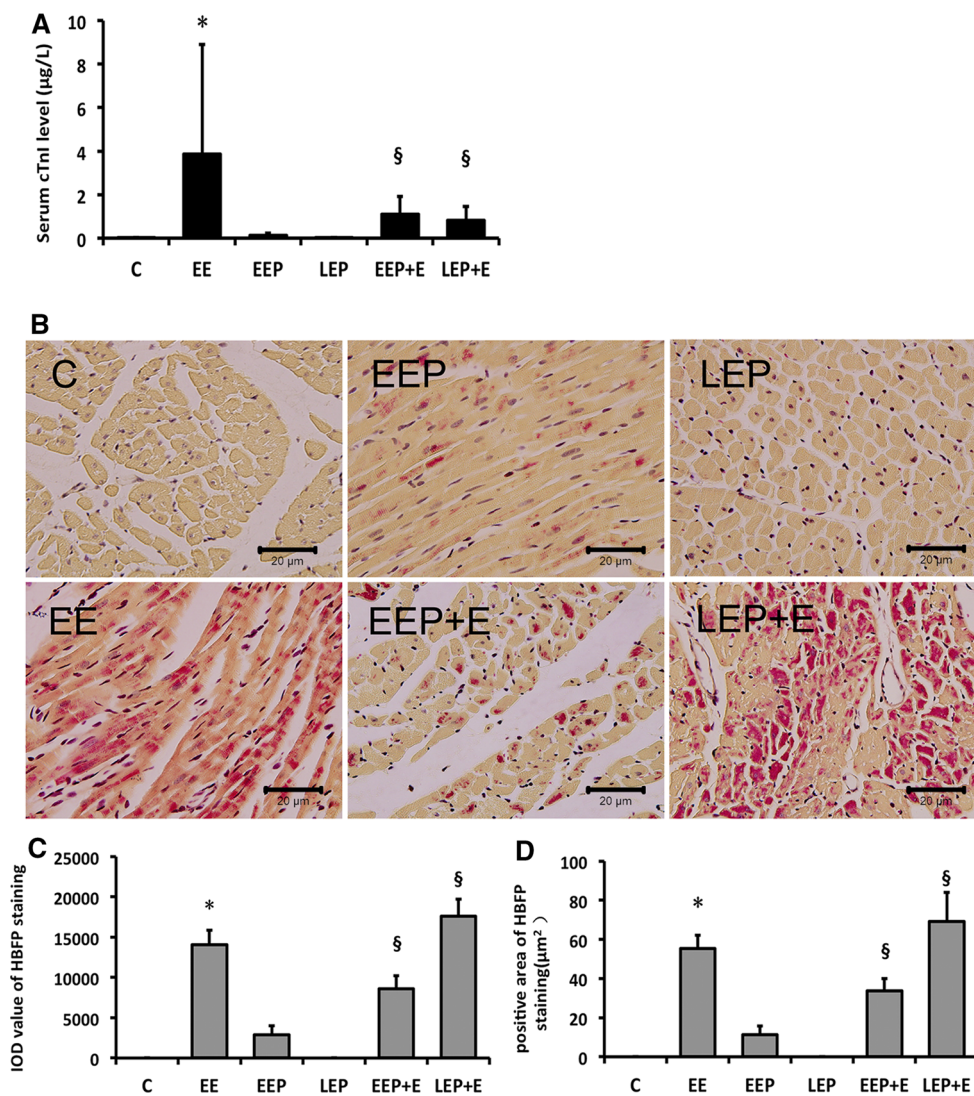 A
Serum cTnI level (µg/L)
10
8
6
4
2
0
*
§
§
C EE EEP LEP EEP+E LEP+E
B
C
EEP
LEP
20 µm
20 µm
20 µm
EE
EEP+E
LEP+E
20 µm
20 µm
20 µm
C
IOD value of HBFP staining
25000
20000
15000
10000
5000
0
*
§
§
C EE EEP LEP EEP+E LEP+E
D
positive area of HBFP
staining(µm²）
100
80
60
40
20
0
*
§
§
C EE EEP LEP EEP+E LEP+E